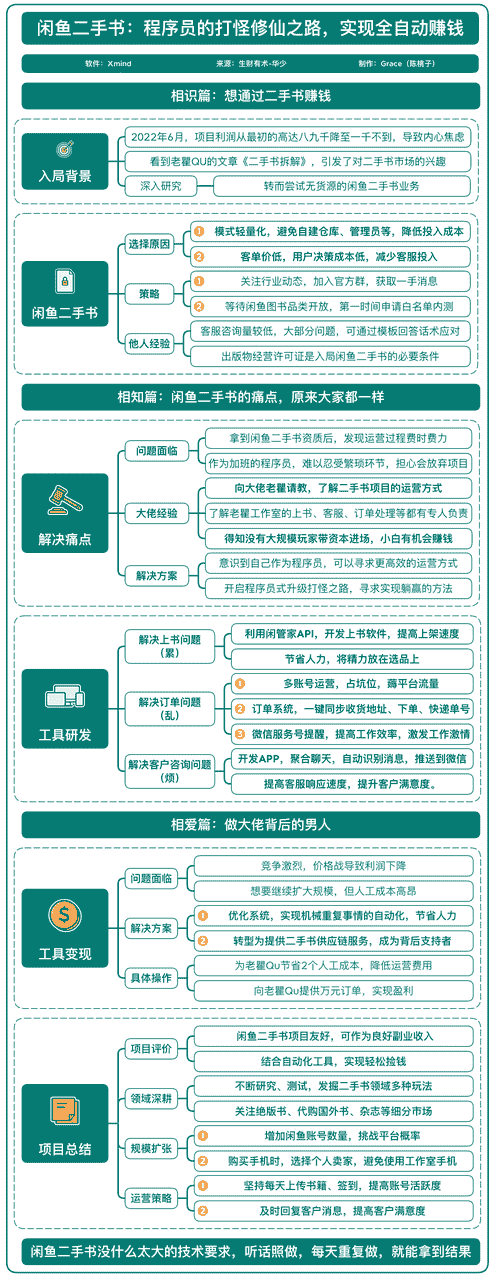 闲鱼二手书：程序员的打怪修仙之路，实现全自动赚钱
软件：Xmind 来源：生财有术-华少 制作：Grace（陈桃子）
相识篇：想通过二手书赚钱
入局背景
2022年6月，项目利润从最初的高达八九千降至一千不到，导致内心焦虑
看到老瞿QU的文章《二手书拆解》，引发了对二手书市场的兴趣
深入研究 转而尝试无货源的闲鱼二手书业务
闲鱼二手书
选择原因
1 模式轻量化，避免自建仓库、管理员等，降低投入成本
2 客单价低，用户决策成本低，减少客服投入
策略
1 关注行业动态，加入官方群，获取一手消息
2 等待闲鱼图书品类开放，第一时间申请白名单内测
他人经验
客服咨询量较低，大部分问题，可通过模板回答话术应对
出版物经营许可证是入局闲鱼二手书的必要条件
相知篇：闲鱼二手书的痛点，原来大家都一样
解决痛点
问题面临
拿到闲鱼二手书资质后，发现运营过程费时费力
作为加班的程序员，难以忍受繁琐环节，担心会放弃项目
大佬经验
向大佬老瞿请教，了解二手书项目的运营方式
了解老瞿工作室的上书、客服、订单处理等都有专人负责
得知没有大规模玩家带资本进场，小白有机会赚钱
解决方案
意识到自己作为程序员，可以寻求更高效的运营方式
开启程序员式升级打怪之路，寻求实现躺赢的方法
工具研发
解决上书问题
（累）
利用闲管家API，开发上书软件，提高上架速度
节省人力，将精力放在选品上
解决订单问题
（乱）
1 多账号运营，占坑位，薅平台流量
2 订单系统，一键同步收货地址、下单、快递单号
3 微信服务号提醒，提高工作效率，激发工作激情
解决客户咨询问题
（烦）
开发APP，聚合聊天，自动识别消息，推送到微信
提高客服响应速度，提升客户满意度。
相爱篇：做大佬背后的男人
工具变现
问题面临
竞争激烈，价格战导致利润下降
想要继续扩大规模，但人工成本高昂
解决方案
1 优化系统，实现机械重复事情的自动化，节省人力
2 转型为提供二手书供应链服务，成为背后支持者
具体操作
为老瞿Qu节省2个人工成本，降低运营费用
向老瞿Qu提供万元订单，实现盈利
项目总结
项目评价
闲鱼二手书项目友好，可作为良好副业收入
结合自动化工具，实现轻松捡钱
领域深耕
不断研究、测试，发掘二手书领域多种玩法
关注绝版书、代购国外书、杂志等细分市场
规模扩张
1 增加闲鱼账号数量，挑战平台概率
2 购买手机时，选择个人卖家，避免使用工作室手机
运营策略
1 坚持每天上传书籍、签到，提高账号活跃度
2 及时回复客户消息，提高客户满意度
闲鱼二手书没什么太大的技术要求，听话照做，每天重复做，就能拿到结果